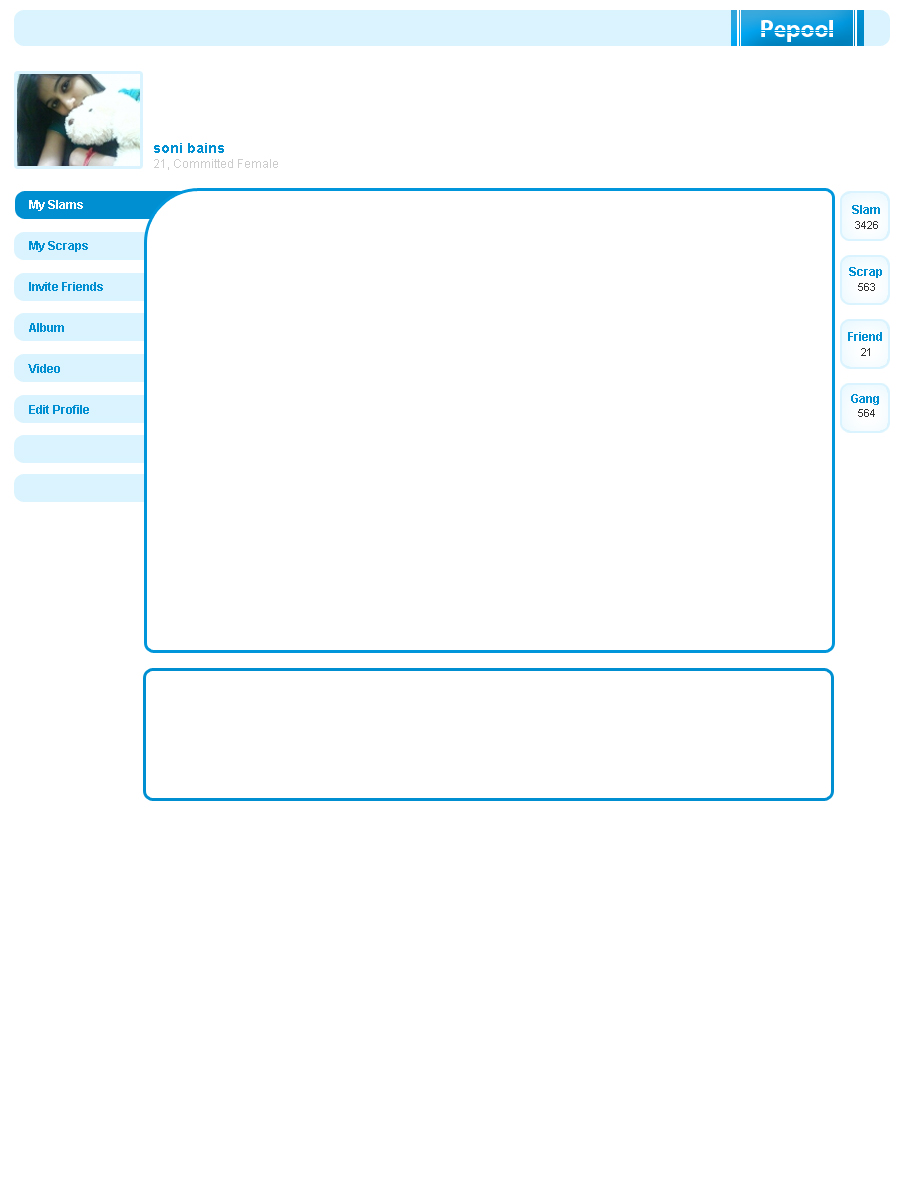 Pepool
soni bains
21, Committed Female
My Slams
My Scraps
Invite Friends
Album
Video
Edit Profile
Slam
3426
Scrap
563
Friend
21
Gang
564